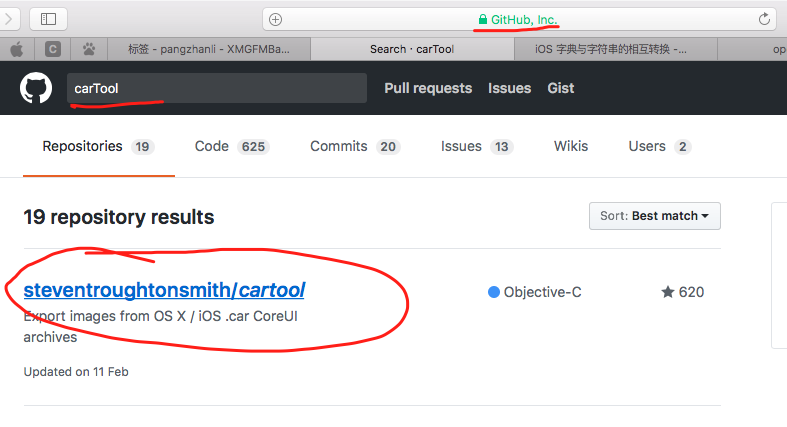 GitHub, Inc.
标签 - pangzhanli - XMGFMBa...
Search · carTool
iOS 字典与字符串的相互转换 -...
op
carTool
Pull requests Issues Gist
Repositories 19 Code 625 Commits 20 Issues 13 Wikis Users 2
19 repository results
Sort: Best match
steventroughtonsmith/cartool
Objective-C
620
Export images from OS X / iOS .car CoreUI
archives
Updated on 11 Feb